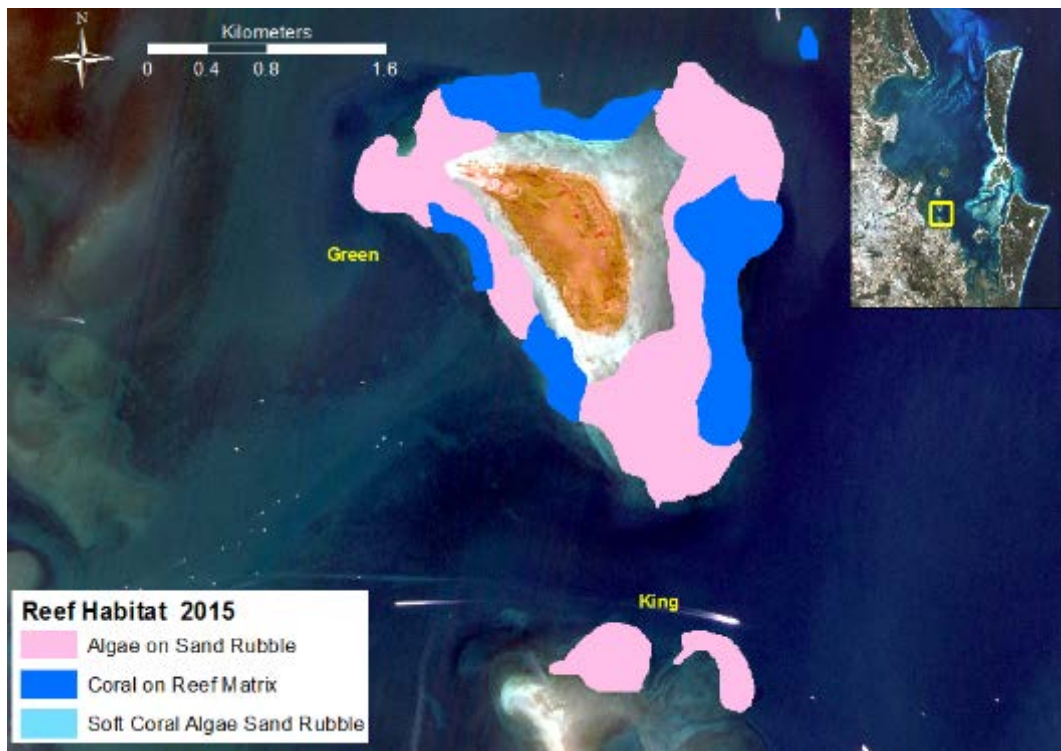 N
Kilometers
0 0.4 0.8 1.6
Green
King
Reef Habitat 2015
Algae on Sand Rubble
Coral on Reef Matrix
Soft Coral Algae Sand Rubble